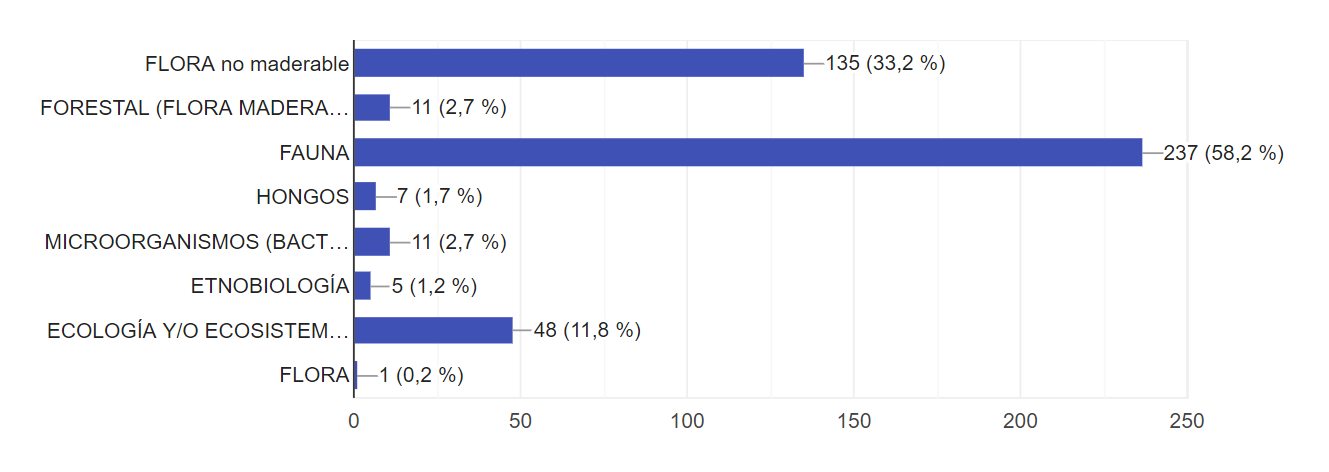 FLORA no maderable
135 (33,2 %)
FORESTAL (FLORA MADERA…
11 (2,7 %)
FAUNA
237 (58,2 %)
HONGOS
7 (1,7 %)
MICROORGANISMOS (BACT…
11 (2,7 %)
ETNOBIOLOGÍA
5 (1,2 %)
ECOLOGÍA Y/O ECOSISTEM…
48 (11,8 %)
FLORA
1 (0,2 %)
0 50 100 150 200 250